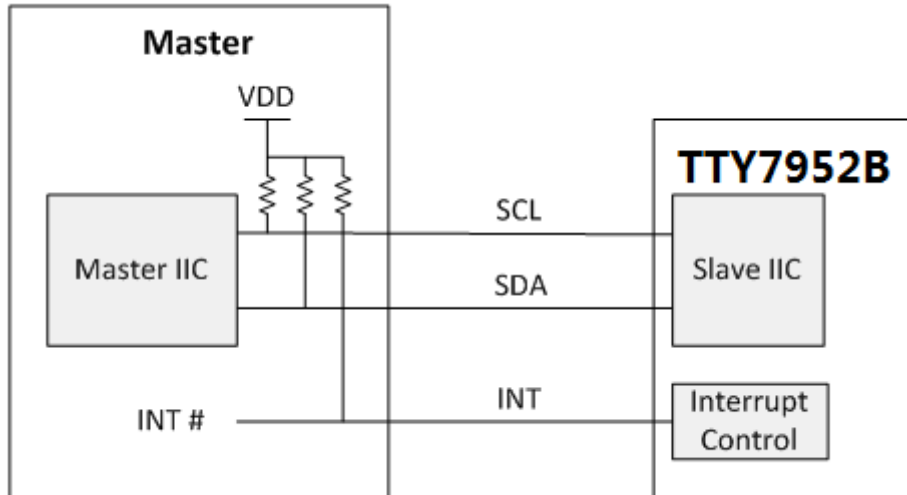 Master
VDD
TTY7952B
SCL
Master IIC
Slave IIC
SDA
INT #
INT
Interrupt
Control